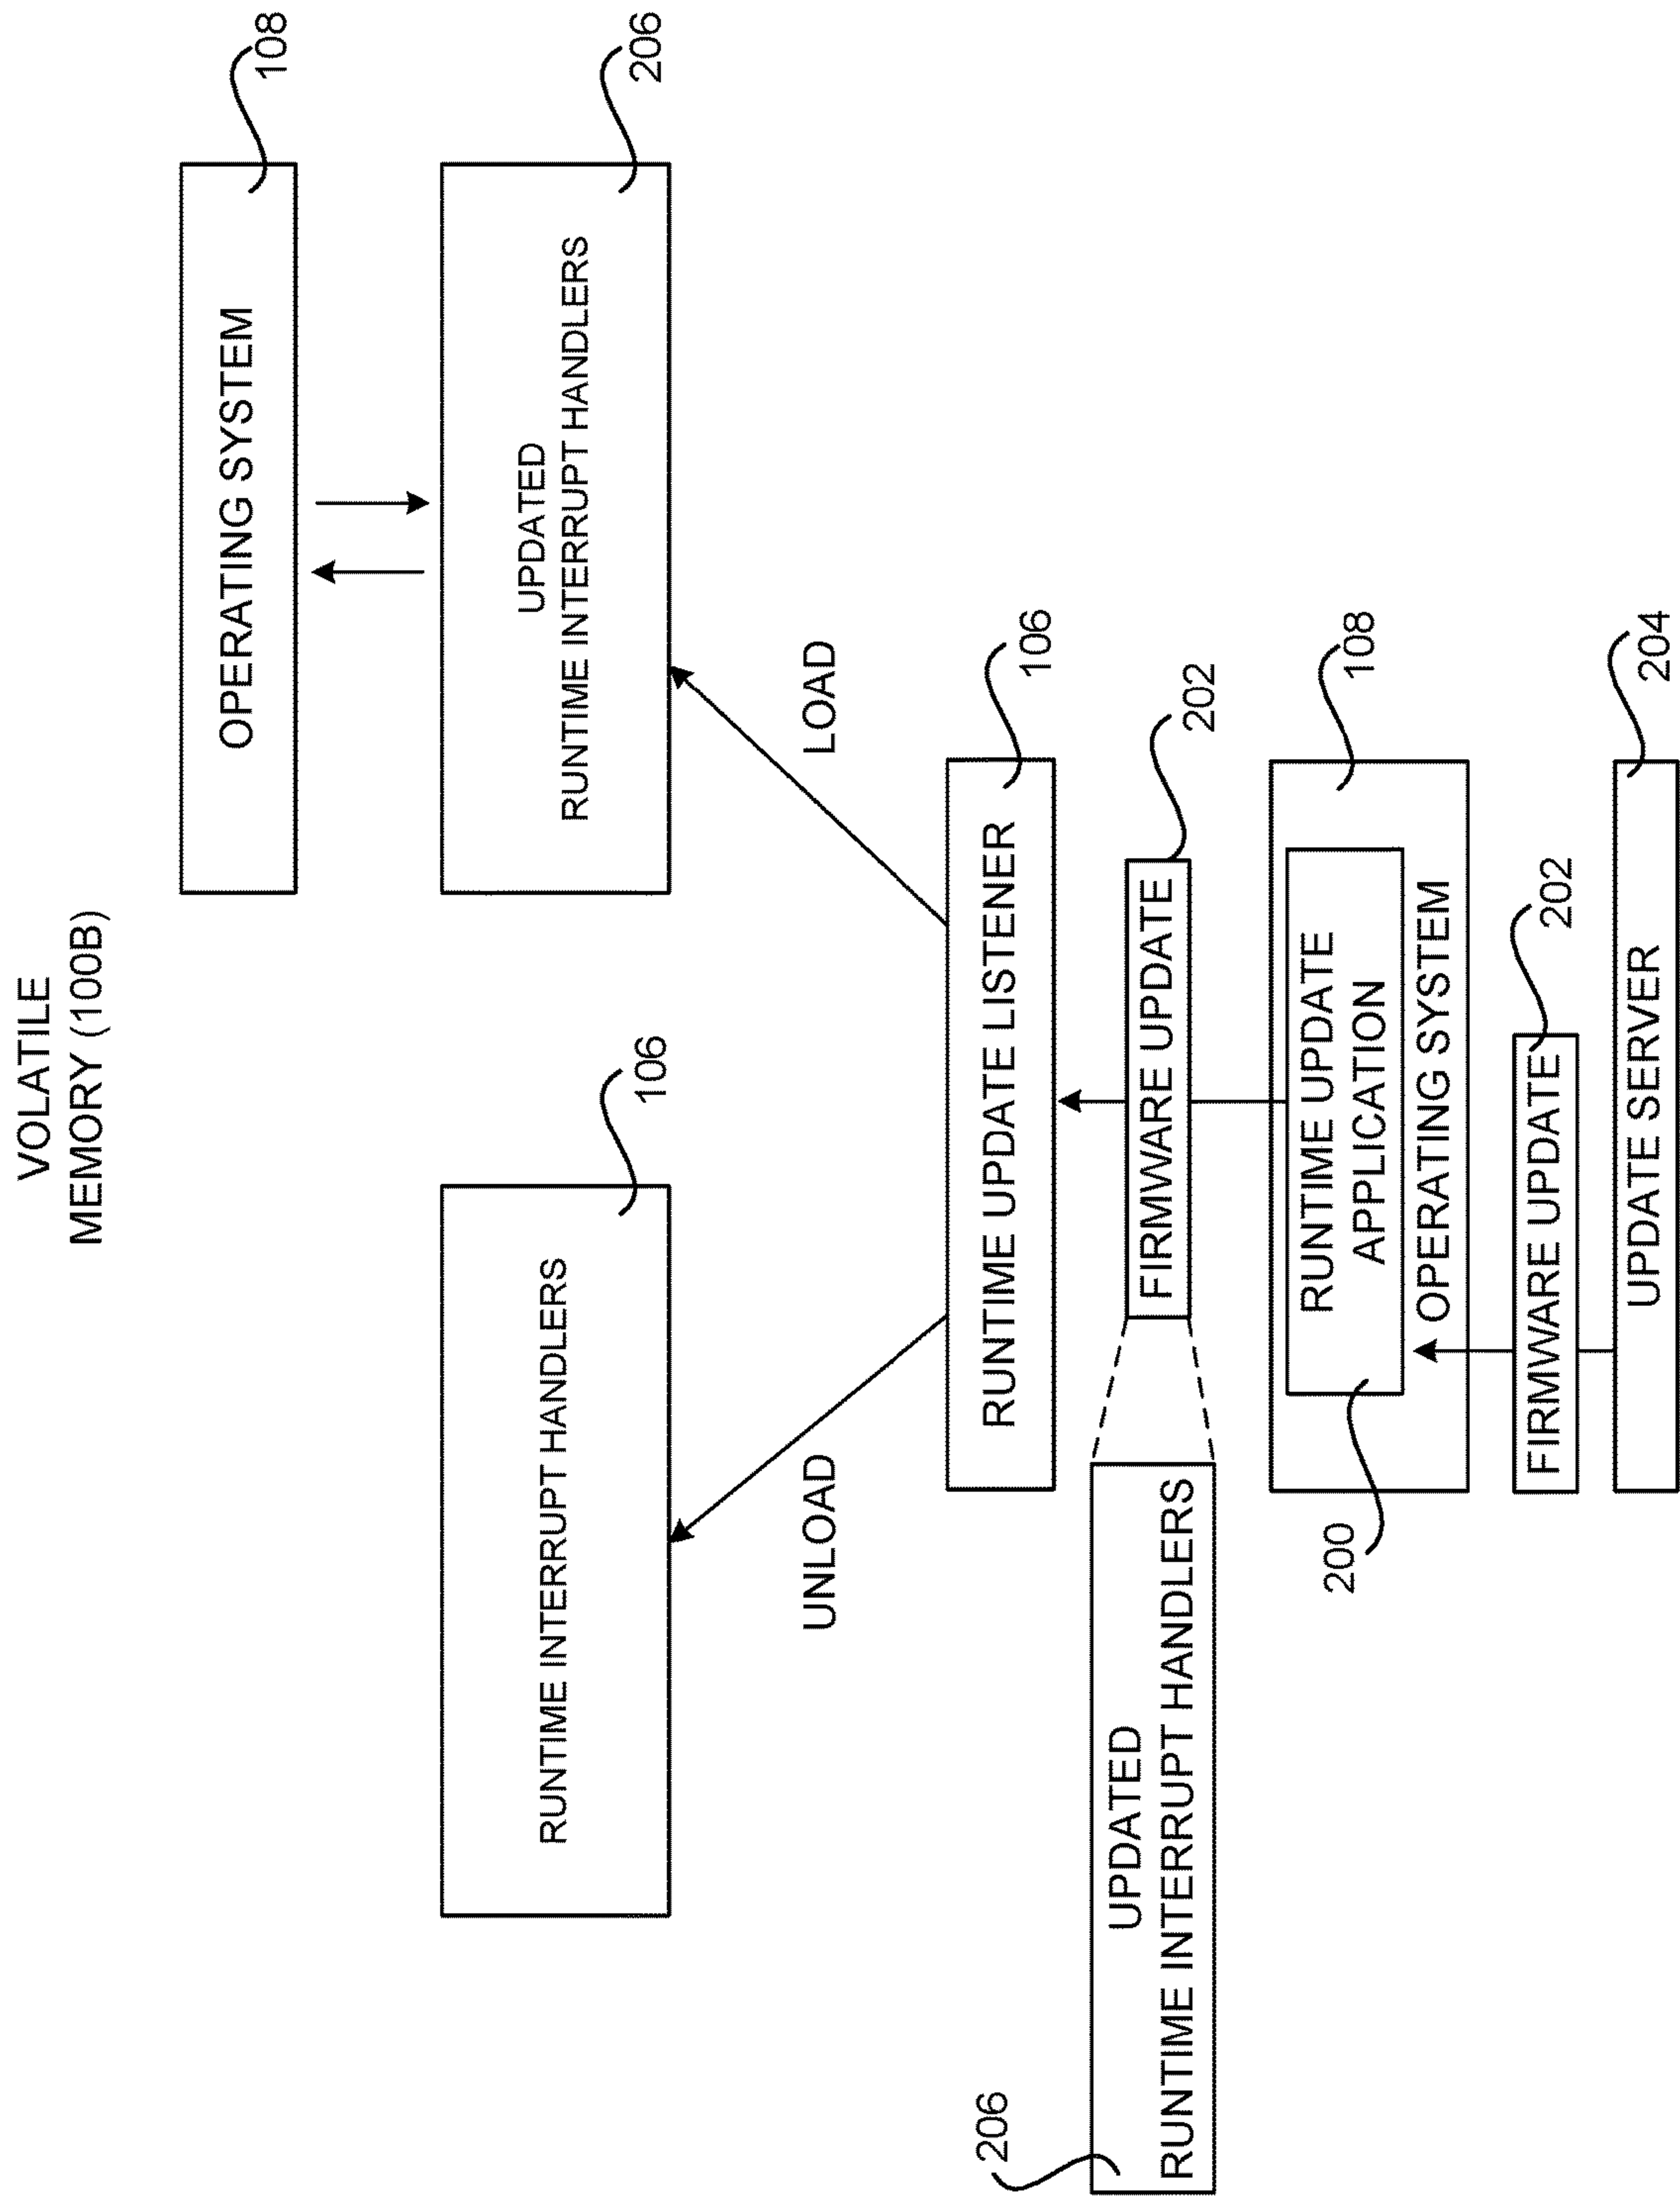 VOLATILE
MEMORY (100B)
OPERATING SYSTEM
108
RUNTIME INTERRUPT HANDLERS
106
UPDATED
RUNTIME INTERRUPT HANDLERS
206
UNLOAD
LOAD
RUNTIME UPDATE LISTENER
106
206
UPDATED
RUNTIME INTERRUPT HANDLERS
FIRMWARE UPDATE
202
200
RUNTIME UPDATE
APPLICATION
OPERATING SYSTEM
108
FIRMWARE UPDATE
202
UPDATE SERVER
204